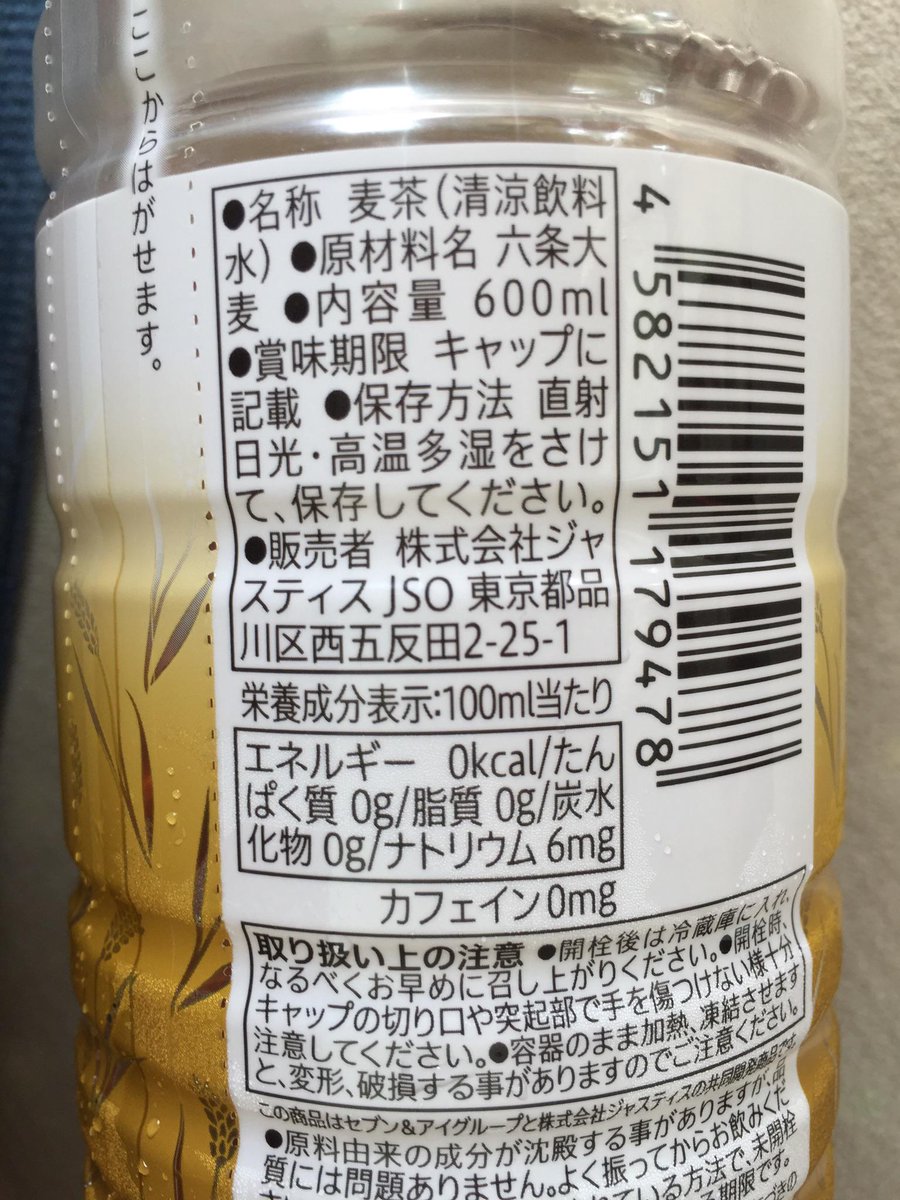 ここからはがせます。
●名称 麦茶(清涼飲料
水) ●原材料名 六条大
麦 ●内容量 600ml
●賞味期限 キャップに
記載 ●保存方法 直射
日光・高温多湿をさけ
て、保存してください。
●販売者 株式会社ジャ
スティス JSO 東京都品
川区西五反田2-25-1
栄養成分表示:100ml当たり
エネルギー 0kcal/たん
ぱく質 0g/脂質 0g/炭水
化物 0g/ナトリウム 6mg
カフェイン0mg
取り扱い上の注意 ●開栓後は冷蔵庫に入れ、
なるべくお早めに召し上がりください。●開栓時、
キャップの切り口や突起部で手を傷つけない様十分
注意してください。●容器のまま加熱、凍結させます
と、変形、破損する事がありますのでご注意ください。
この商品はセブン&アイグループと株式会社ジャスティスの共同開発商品です。
●原料由来の成分が沈殿する事がありますが、品
質には問題ありません。よく振ってからお飲みくだ
ている方法で、未開栓
期限です。
4 582151 179478